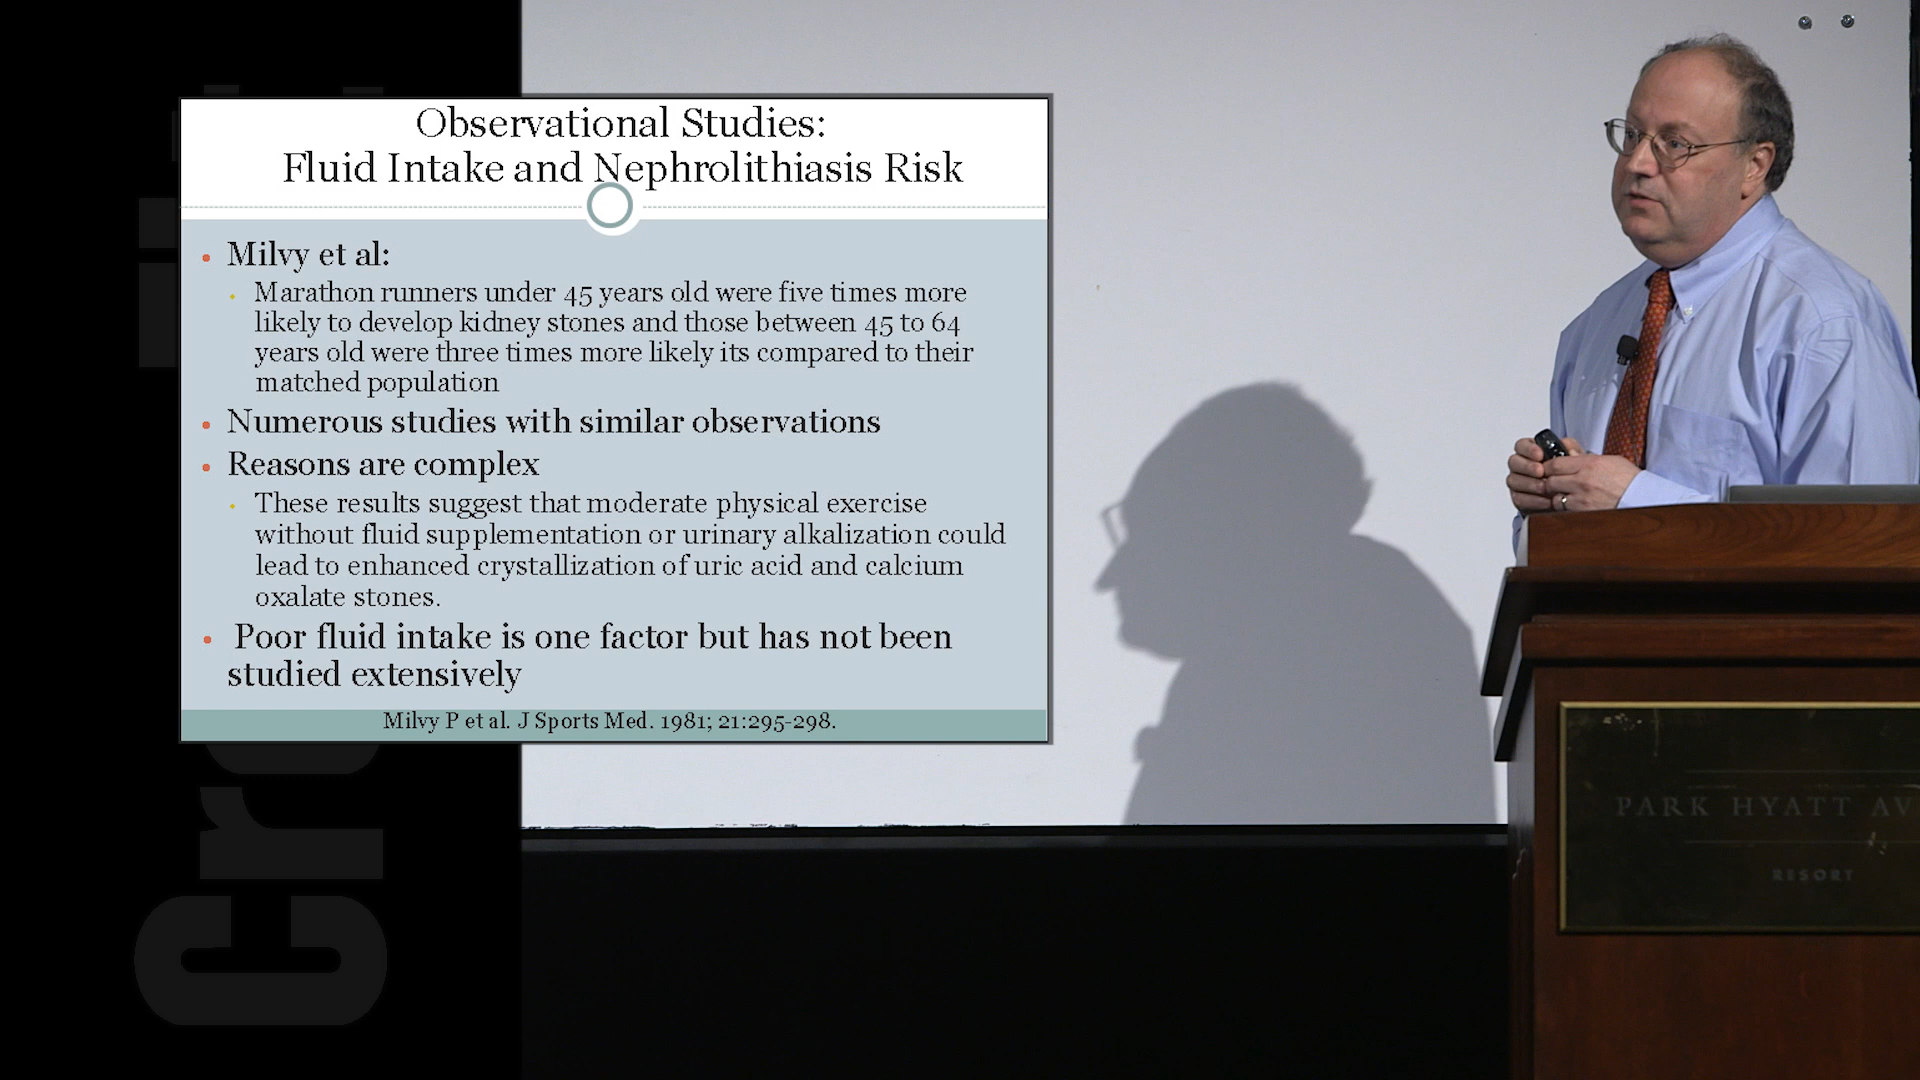 Observational Studies:
Fluid Intake and Nephrolithiasis Risk
Milvy et al:
Marathon runners under 45 years old were five times more
likely to develop kidney stones and those between 45 to 64
years old were three times more likely its compared to their
matched population
Numerous studies with similar observations
Reasons are complex
These results suggest that moderate physical exercise
without fluid supplementation or urinary alkalization could
lead to enhanced crystallization of uric acid and calcium
oxalate stones.
Poor fluid intake is one factor but has not been
studied extensively
Milvy P et al. J Sports Med. 1981; 21:295-298.
PARK HYATT AV
RESORT